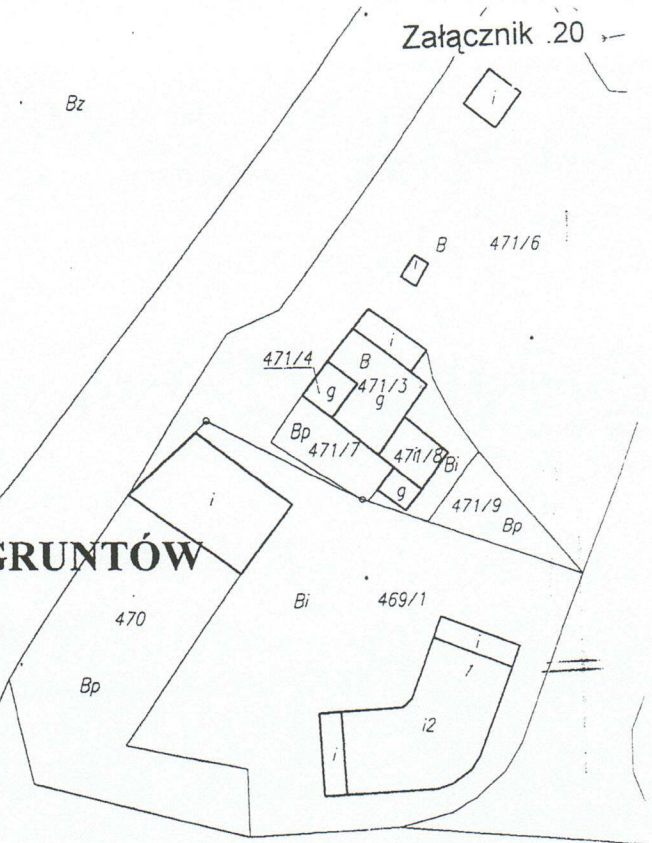 Załącznik .20
Bz
i
i
B 471/6
i
471/4
B
471/3
g
g
Bp
471/7
471/8
Bi
g
471/9
Bp
i
GRUNTÓW
Bi
469/1
470
i
1
Bp
i2
i